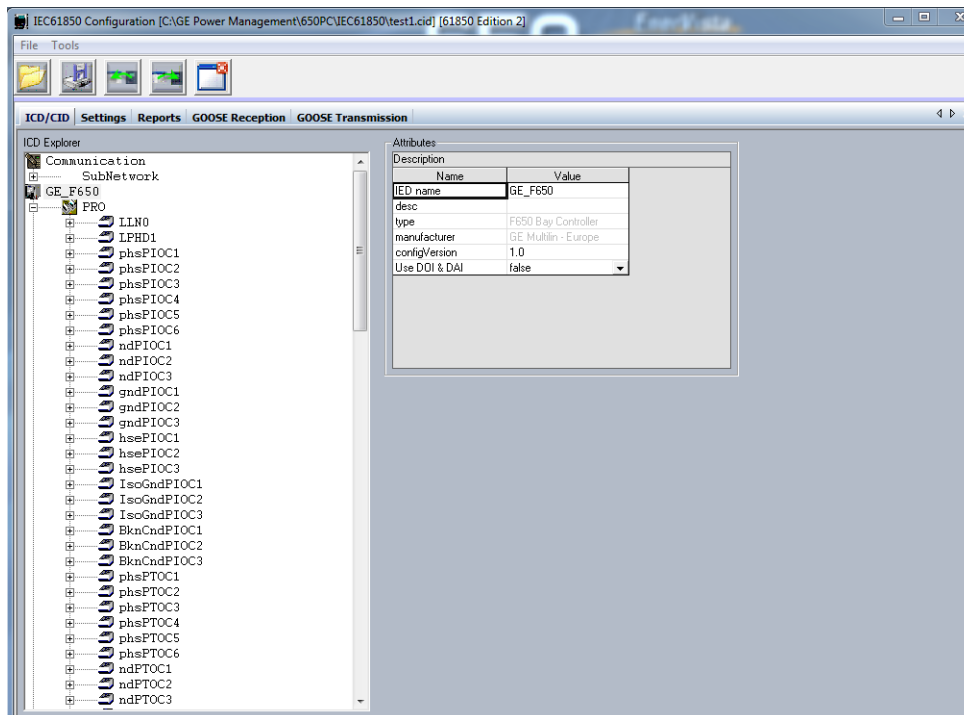 IEC61850 Configuration [C:\GE Power Management\650PC\IEC61850\test1.cid] [61850 Edition 2]
File Tools
ICD/CID Settings Reports GOOSE Reception GOOSE Transmission
ICD Explorer
Communication
SubNetwork
GE_F650
PRO
LLN0
LPHD1
phsPIOC1
phsPIOC2
phsPIOC3
phsPIOC4
phsPIOC5
phsPIOC6
ndPIOC1
ndPIOC2
ndPIOC3
gndPIOC1
gndPIOC2
gndPIOC3
hsePIOC1
hsePIOC2
hsePIOC3
IsoGndPIOC1
IsoGndPIOC2
IsoGndPIOC3
BknCndPIOC1
BknCndPIOC2
BknCndPIOC3
phsPTOC1
phsPTOC2
phsPTOC3
phsPTOC4
phsPTOC5
phsPTOC6
ndPTOC1
ndPTOC2
ndPTOC3
Attributes
Description
Name Value
IED name GE_F650
desc
type F650 Bay Controller
manufacturer GE Multilin - Europe
configVersion 1.0
Use DOI & DAI false